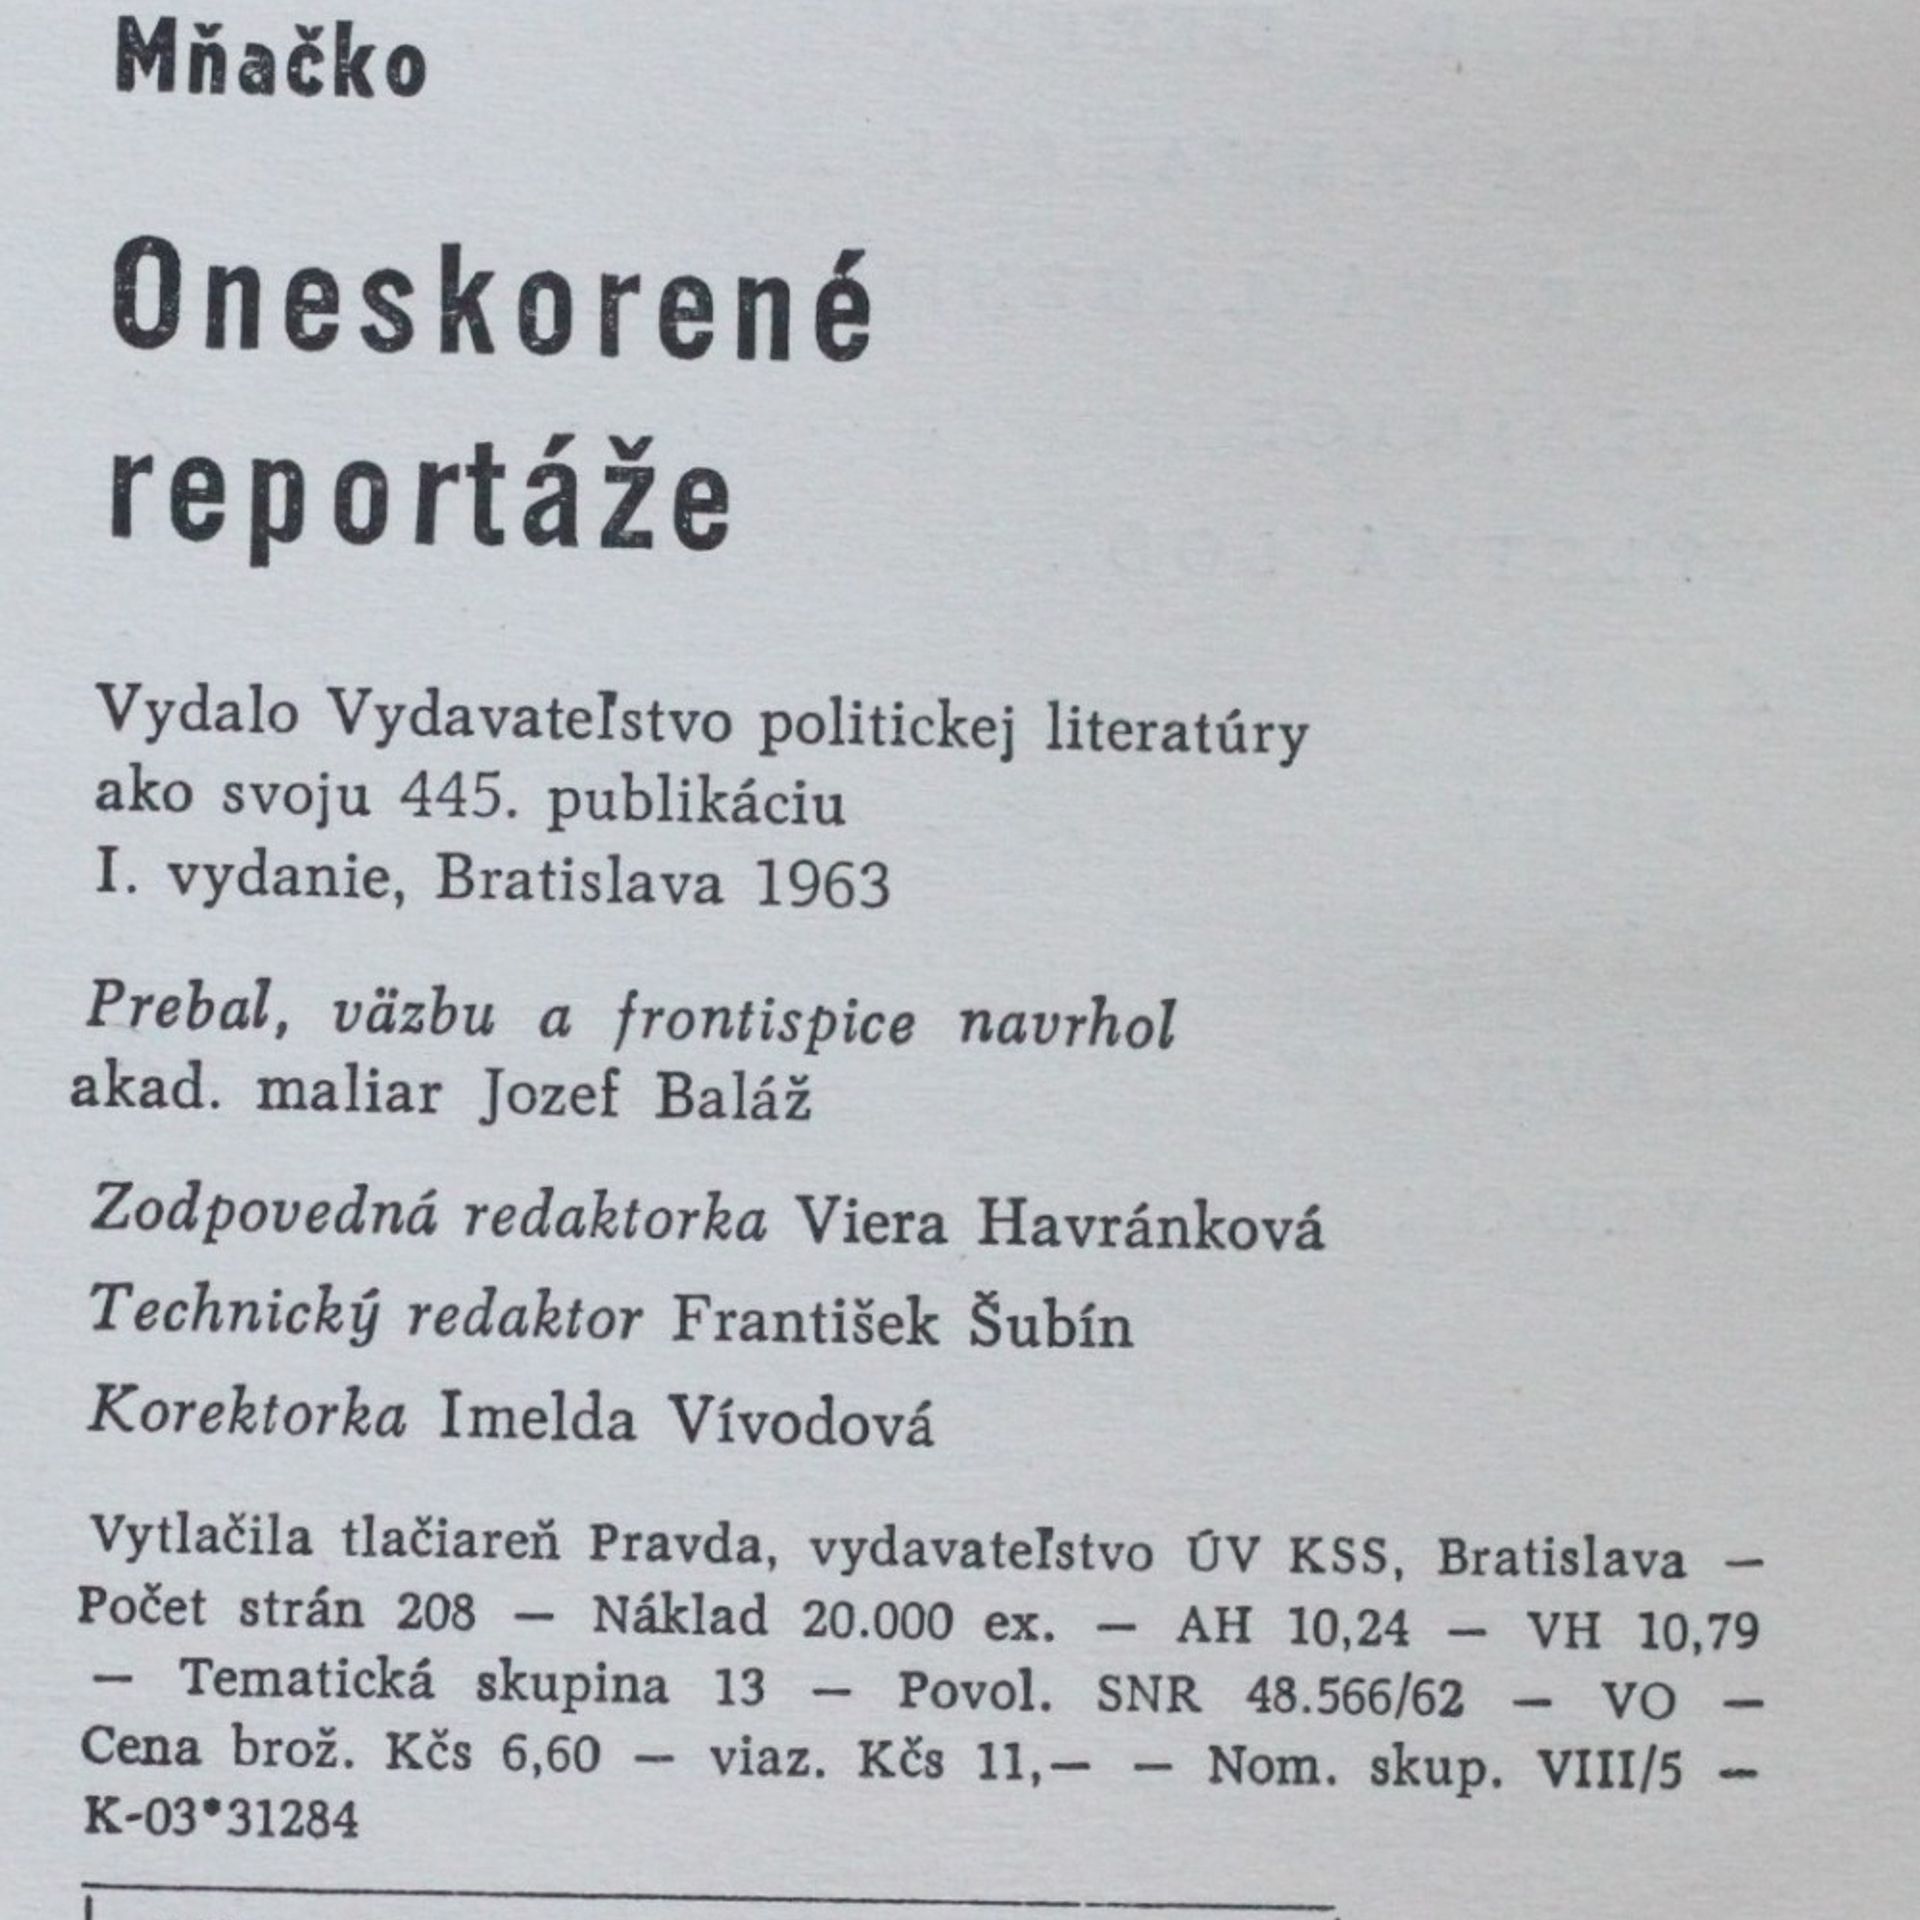 Mňačko
Oneskorené
reportáže
Vydalo Vydavateľstvo politickej literatúry
ako svoju 445. publikáciu
I. vydanie, Bratislava 1963
Prebal, väzbu a frontispice navrhol
akad. maliar Jozef Baláž
Zodpovedná redaktorka Viera Havránková
Technický redaktor František Šubín
Korektorka Imelda Vívodová
Vytlačila tlačiareň Pravda, vydavateľstvo ÚV KSS, Bratislava —
Počet strán 208 — Náklad 20.000 ex. — AH 10,24 — VH 10,79
— Tematická skupina 13 — Povol. SNR 48.566/62 — VO —
Cena brož. Kčs 6,60 — viaz. Kčs 11,— — Nom. skup. VIII/5 —
K-03*31284